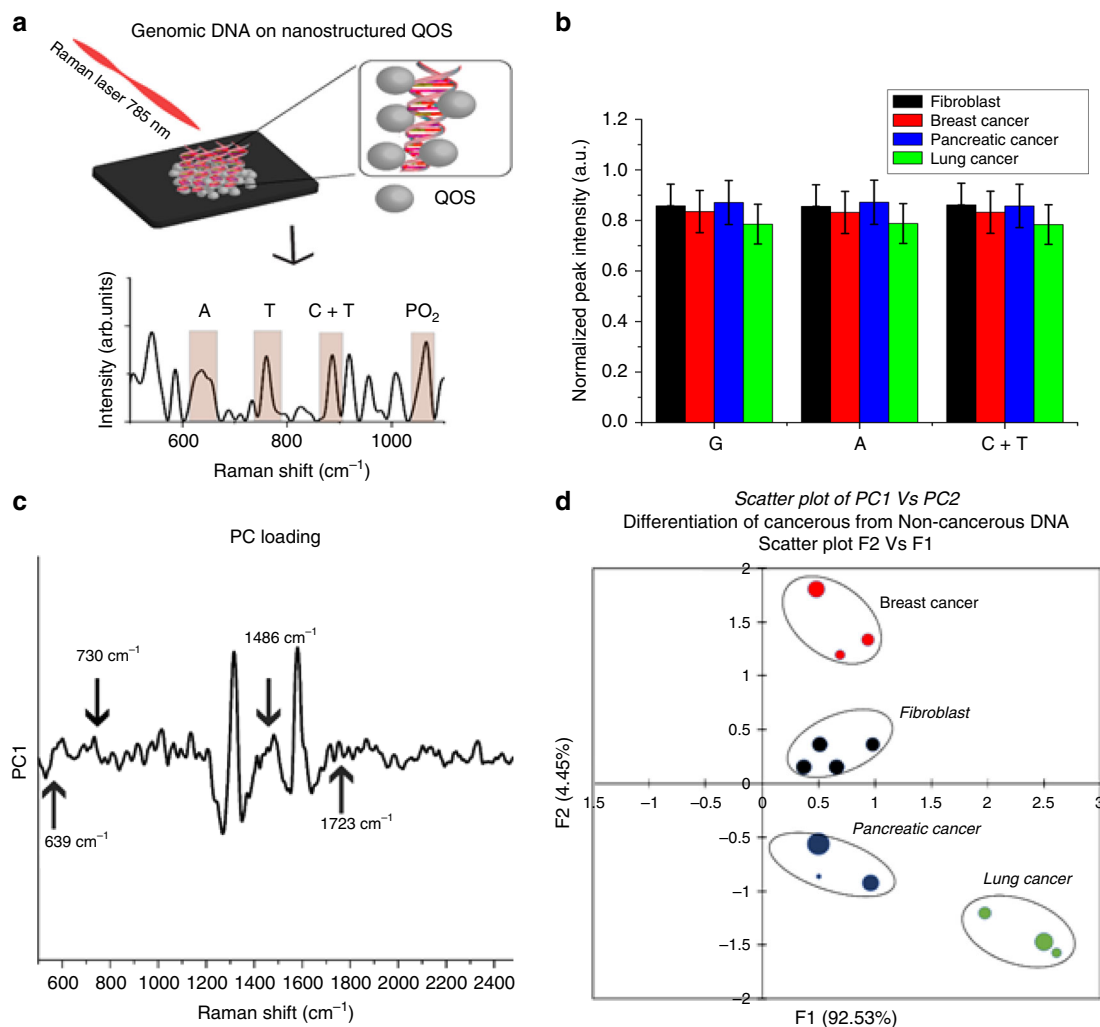 a
Genomic DNA on nanostructured QOS
Raman laser 785 nm
QOS
Intensity (arb.units)
A
T
C + T
PO2
600
800
1000
Raman shift (cm–1)
b
Fibroblast
Breast cancer
Pancreatic cancer
Lung cancer
Normalized peak intensity (a.u.)
1.2
1.0
0.8
0.6
0.4
0.2
0.0
G
A
C + T
c
PC loading
PC1
730 cm–1
1486 cm–1
639 cm–1
1723 cm–1
600 800 1000 1200 1400 1600 1800 2000 2200 2400
Raman shift (cm–1)
d
Scatter plot of PC1 Vs PC2
Differentiation of cancerous from Non-cancerous DNA
Scatter plot F2 Vs F1
2
Breast cancer
1.5
1
Fibroblast
0.5
0
1.5 –1 –0.5 0 0.5 1 1.5 2 2.5 3
F2 (4.45%)
Pancreatic cancer
–0.5
Lung cancer
–1
–1.5
–2
F1 (92.53%)